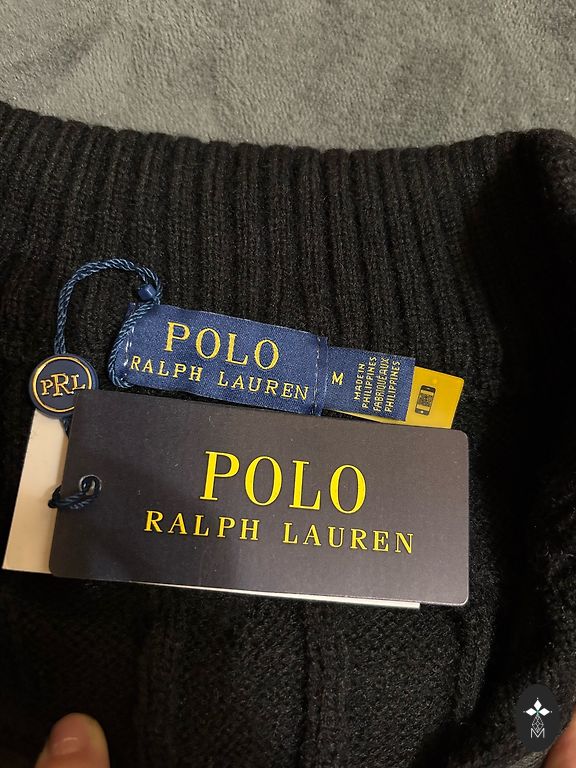 POLO
RALPH LAUREN
M
MADE IN
PHILIPPINES
FABRIQUÉ AUX
PHILIPPINES
PRL
POLO
RALPH LAUREN
M